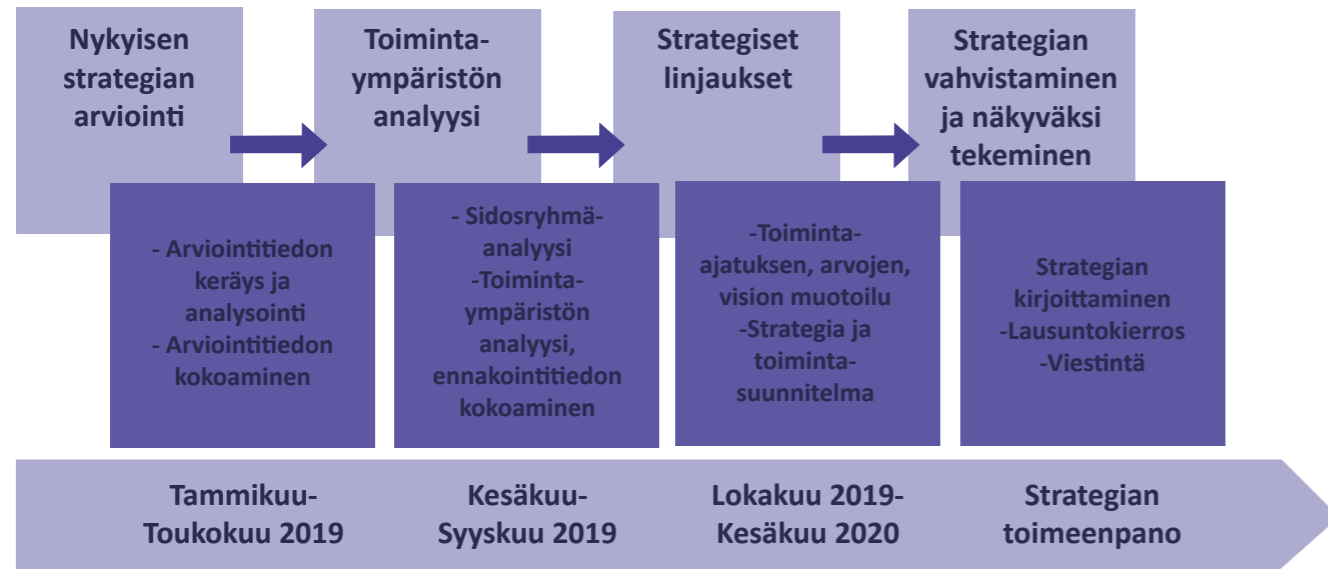 Nykyisen
strategian
arviointi
Toiminta-
ympäristön
analyysi
Strategiset
linjaukset
Strategian
vahvistaminen
ja näkyväksi
tekeminen
- Arviointitiedon
keräys ja
analysointi
- Arviointitiedon
kokoaminen
- Sidosryhmä-
analyysi
-Toiminta-
ympäristön
analyysi,
ennakointitiedon
kokoaminen
-Toiminta-
ajatuksen, arvojen,
vision muotoilu
-Strategia ja
toiminta-
suunnitelma
Strategian
kirjoittaminen
-Lausuntokierros
-Viestintä
Tammikuu-
Toukokuu 2019
Kesäkuu-
Syyskuu 2019
Lokakuu 2019-
Kesäkuu 2020
Strategian
toimeenpano